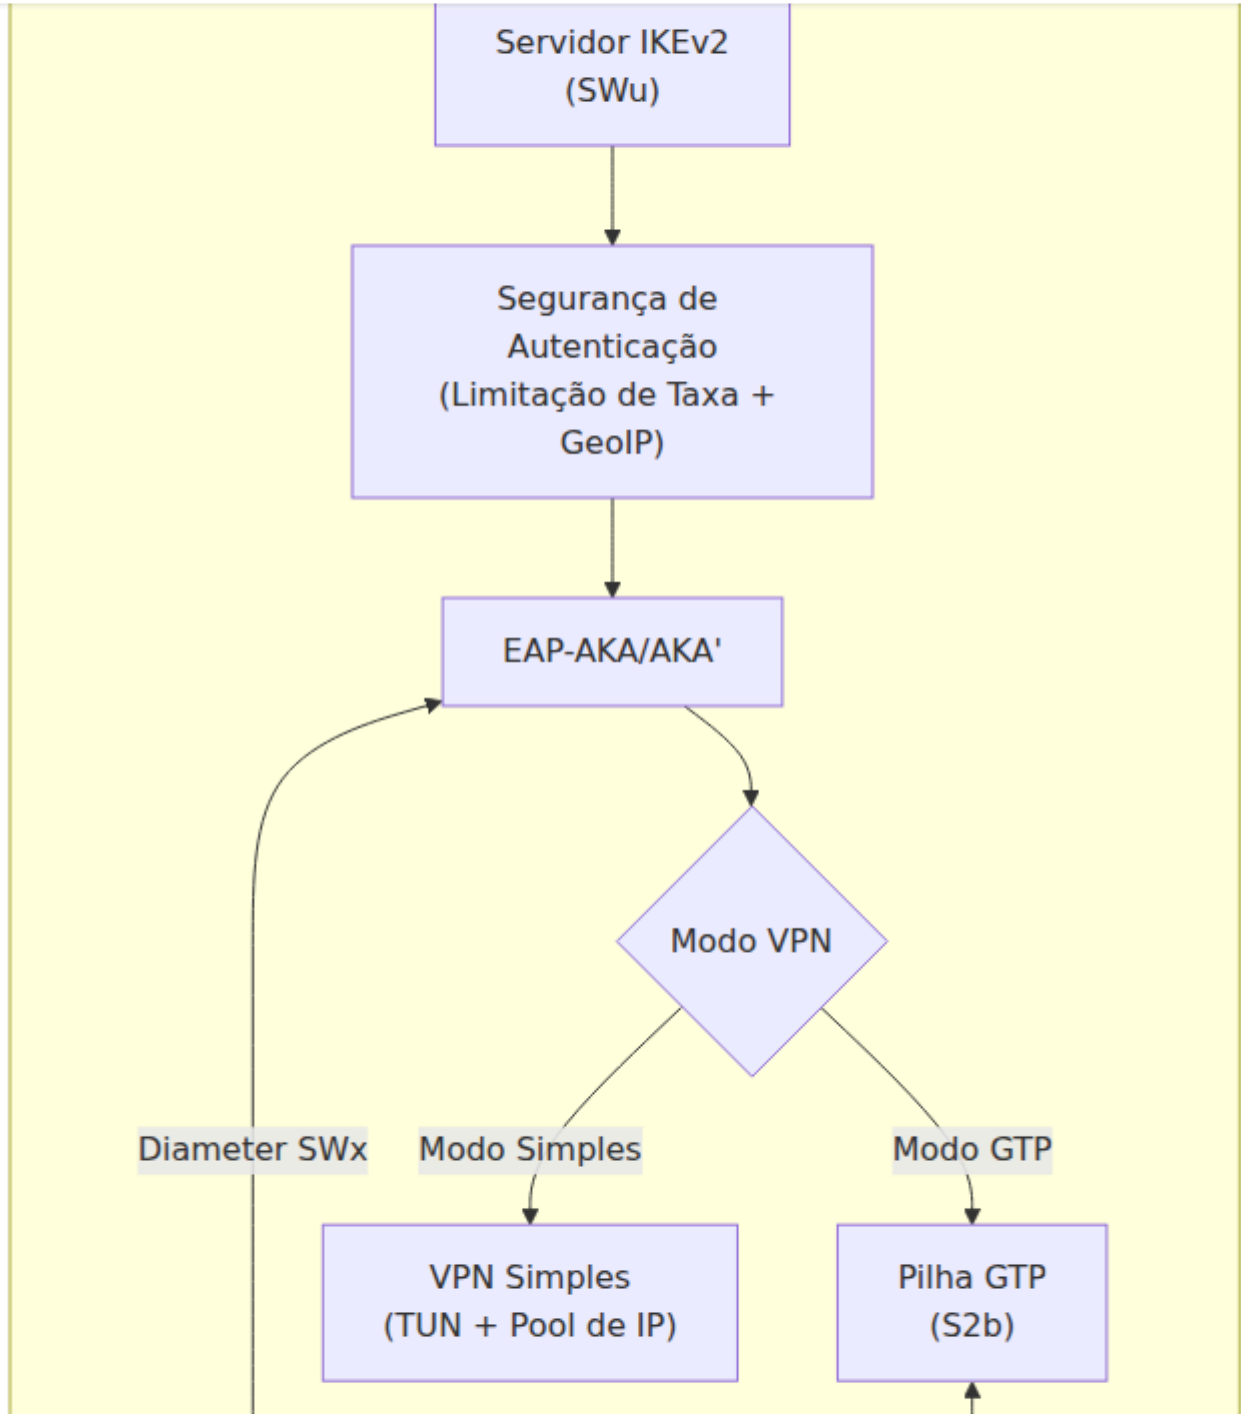 Servidor IKEv2
(SWu)
Segurança de
Autenticação
(Limitação de Taxa +
GeoIP)
EAP-AKA/AKA'
Modo VPN
Diameter SWx
Modo Simples
Modo GTP
VPN Simples
(TUN + Pool de IP)
Pilha GTP
(S2b)